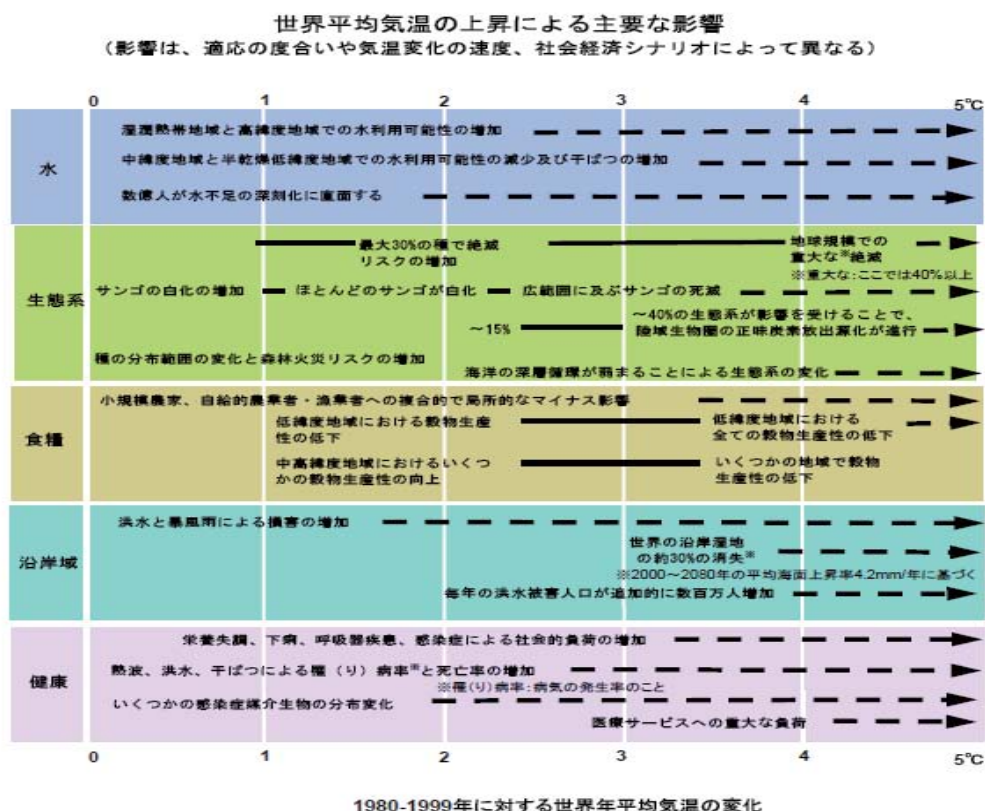 世界平均気温の上昇による主要な影響
（影響は、適応の度合いや気温変化の速度、社会経済シナリオによって異なる）
0 1 2 3 4 5℃
水
湿潤熱帯地域と高緯度地域での水利用可能性の増加
中緯度地域と半乾燥低緯度地域での水利用可能性の減少及び干ばつの増加
数億人が水不足の深刻化に直面する
生態系
最大30%の種で絶滅
リスクの増加
地球規模での
重大な※絶滅
※重大な：ここでは40%以上
サンゴの白化の増加 ほとんどのサンゴが白化 広範囲に及ぶサンゴの死滅
～15%
～40%の生態系が影響を受けることで、
陸域生物圏の正味炭素放出源化が進行
種の分布範囲の変化と森林火災リスクの増加
海洋の深層循環が弱まることによる生態系の変化
食糧
小規模農家、自給的農業者・漁業者への複合的で局所的なマイナス影響
低緯度地域における穀物生産
性の低下
低緯度地域における
全ての穀物生産性の低下
中高緯度地域におけるいくつ
かの穀物生産性の向上
いくつかの地域で穀物
生産性の低下
沿岸域
洪水と暴風雨による損害の増加
世界の沿岸湿地
の約30%の消失※
※2000～2080年の平均海面上昇率4.2mm/年に基づく
毎年の洪水被害人口が追加的に数百万人増加
健康
栄養失調、下痢、呼吸器疾患、感染症による社会的負荷の増加
熱波、洪水、干ばつによる罹（り）病率※と死亡率の増加
※罹（り）病率：病気の発生率のこと
いくつかの感染症媒介生物の分布変化
医療サービスへの重大な負荷
0 1 2 3 4 5℃
1980-1999年に対する世界年平均気温の変化